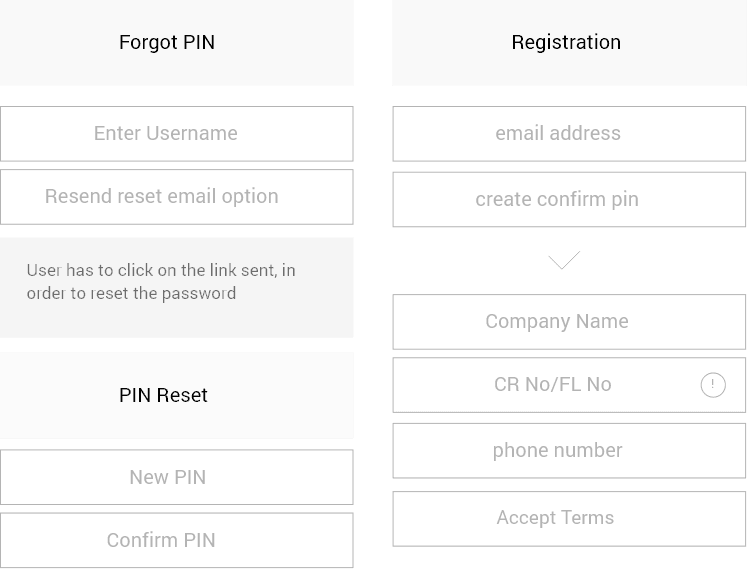 Forgot PIN
Enter Username
Resend reset email option
User has to click on the link sent, in
order to reset the password
PIN Reset
New PIN
Confirm PIN
Registration
email address
create confirm pin
Company Name
CR No/FL No
!
phone number
Accept Terms